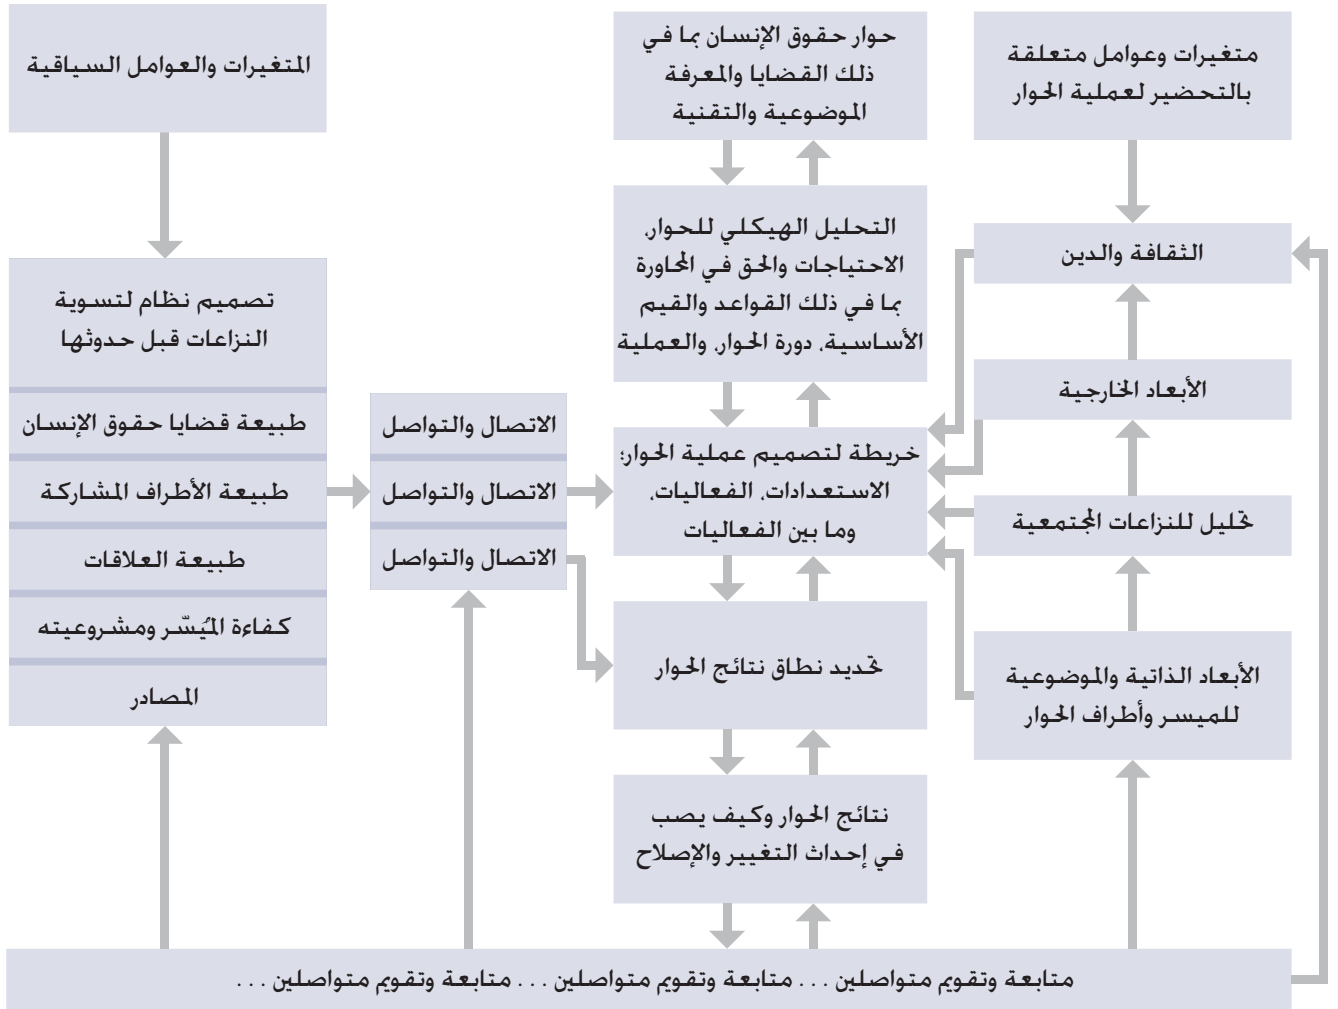 متغيرات وعوامل متعلقة
بالتحضير لعملية الحوار
الثقافة والدين
الأبعاد الخارجية
تحليل للنزاعات المجتمعية
الأبعاد الذاتية والموضوعية
للميسر وأطراف الحوار
حوار حقوق الإنسان بما في
ذلك القضايا والمعرفة
الموضوعية والتقنية
التحليل الهيكلي للحوار،
الاحتياجات والحق في المحاورة
بما في ذلك القواعد والقيم
الأساسية، دورة الحوار، والعملية
خريطة لتصميم عملية الحوار؛
الاستعدادات، الفعاليات،
وما بين الفعاليات
تحديد نطاق نتائج الحوار
نتائج الحوار وكيف يصب
في إحداث التغيير والإصلاح
الاتصال والتواصل
الاتصال والتواصل
الاتصال والتواصل
المتغيرات والعوامل السياقية
تصميم نظام لتسوية
النزاعات قبل حدوثها
طبيعة قضايا حقوق الإنسان
طبيعة الأطراف المشاركة
طبيعة العلاقات
كفاءة المُيَسّر ومشروعيته
المصادر
متابعة وتقويم متواصلين . . . متابعة وتقويم متواصلين . . . متابعة وتقويم متواصلين . . .